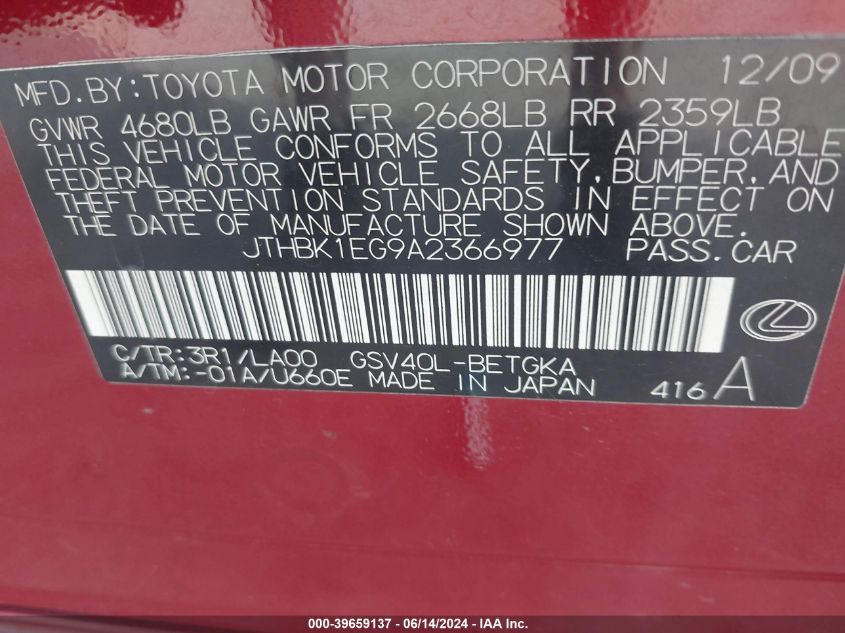 MFD. BY: TOYOTA MOTOR CORPORATION 12/09
GVWR 4680LB GAWR FR 2668LB RR 2359LB
THIS VEHICLE CONFORMS TO ALL APPLICABLE
FEDERAL MOTOR VEHICLE SAFETY, BUMPER, AND
THEFT PREVENTION STANDARDS IN EFFECT ON
THE DATE OF MANUFACTURE SHOWN ABOVE.
JTHBK1EG9A2366977 PASS.CAR
C/TR: 3R1/LA00 GSV40L-BETGKA
A/TM: -01A/U660E MADE IN JAPAN 416 A
000-39659137 - 06/14/2024 - IAA Inc.